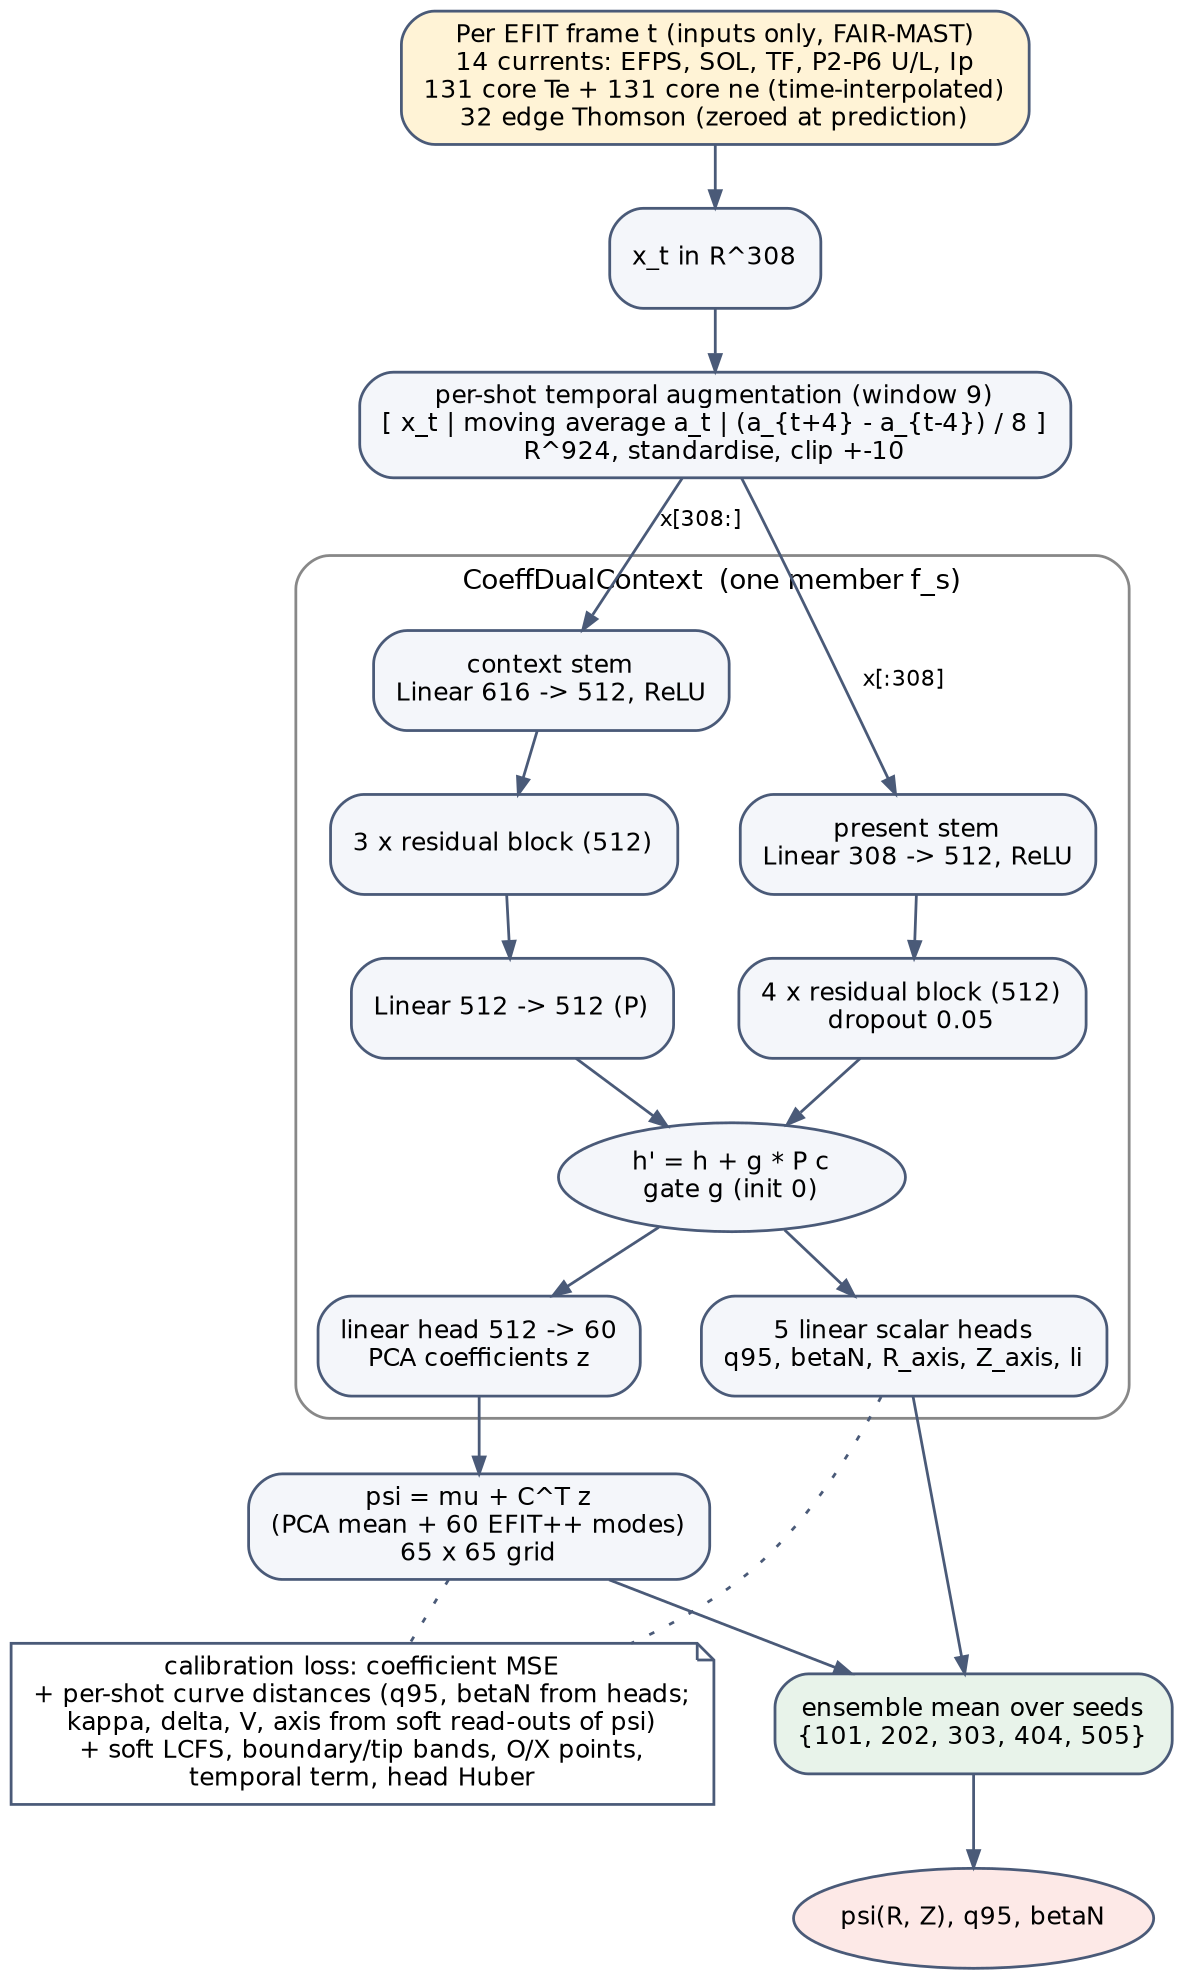 Per EFIT frame t (inputs only, FAIR-MAST)
14 currents: EFPS, SOL, TF, P2-P6 U/L, Ip
131 core Te + 131 core ne (time-interpolated)
32 edge Thomson (zeroed at prediction)
x_t in R^308
per-shot temporal augmentation (window 9)
[ x_t | moving average a_t | (a_{t+4} - a_{t-4}) / 8 ]
R^924, standardise, clip +-10
x[308:]
CoeffDualContext  (one member f_s)
context stem
Linear 616 -> 512, ReLU
x[:308]
3 x residual block (512)
present stem
Linear 308 -> 512, ReLU
Linear 512 -> 512 (P)
4 x residual block (512)
dropout 0.05
h' = h + g * P c
gate g (init 0)
linear head 512 -> 60
PCA coefficients z
5 linear scalar heads
q95, betaN, R_axis, Z_axis, li
psi = mu + C^T z
(PCA mean + 60 EFIT++ modes)
65 x 65 grid
calibration loss: coefficient MSE
+ per-shot curve distances (q95, betaN from heads;
kappa, delta, V, axis from soft read-outs of psi)
+ soft LCFS, boundary/tip bands, O/X points,
temporal term, head Huber
ensemble mean over seeds
{101, 202, 303, 404, 505}
psi(R, Z), q95, betaN